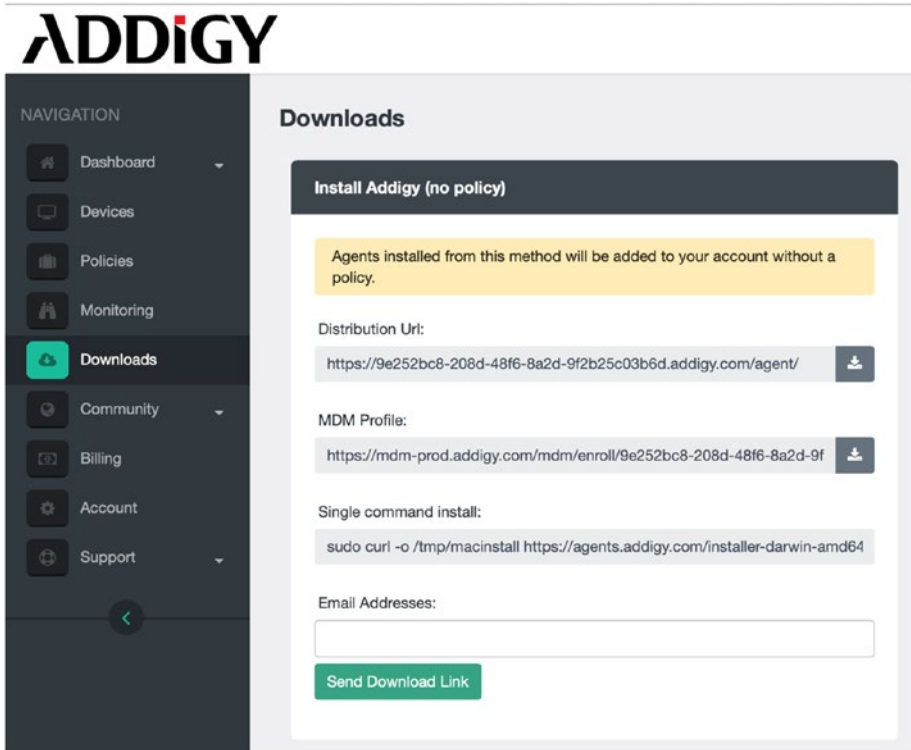 ADDiGY
NAVIGATION
Dashboard
Devices
Policies
Monitoring
Downloads
Community
Billing
Account
Support
Downloads
Install Addigy (no policy)
Agents installed from this method will be added to your account without a
policy.
Distribution Url:
https://9e252bc8-208d-48f6-8a2d-9f2b25c03b6d.addigy.com/agent/
MDM Profile:
https://mdm-prod.addigy.com/mdm/enroll/9e252bc8-208d-48f6-8a2d-9f
Single command install:
sudo curl -o /tmp/macinstall https://agents.addigy.com/installer-darwin-amd64
Email Addresses:
Send Download Link